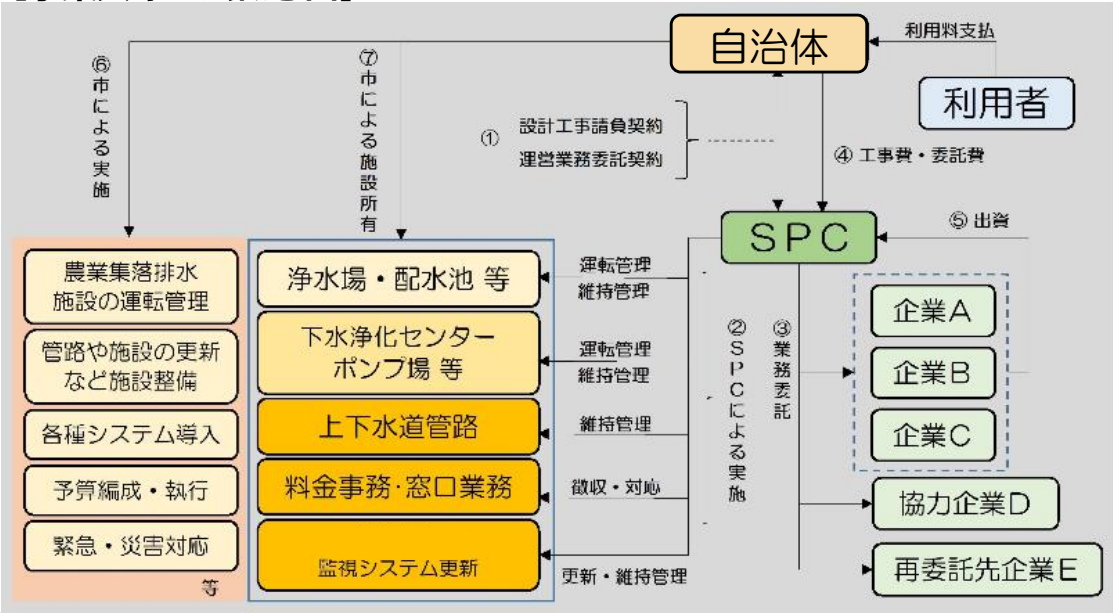 自治体
利用料支払
利用者
⑥市による実施
⑦市による施設所有
①
設計工事請負契約
運営業務委託契約
④工事費・委託費
SPC
⑤出資
農業集落排水
施設の運転管理
管路や施設の更新
など施設整備
各種システム導入
予算編成・執行
緊急・災害対応
等
浄水場・配水池 等
下水浄化センター
ポンプ場 等
上下水道管路
料金事務・窓口業務
監視システム更新
運転管理
維持管理
運転管理
維持管理
維持管理
徴収・対応
更新・維持管理
②SPCによる実施
③業務委託
企業A
企業B
企業C
協力企業D
再委託先企業E